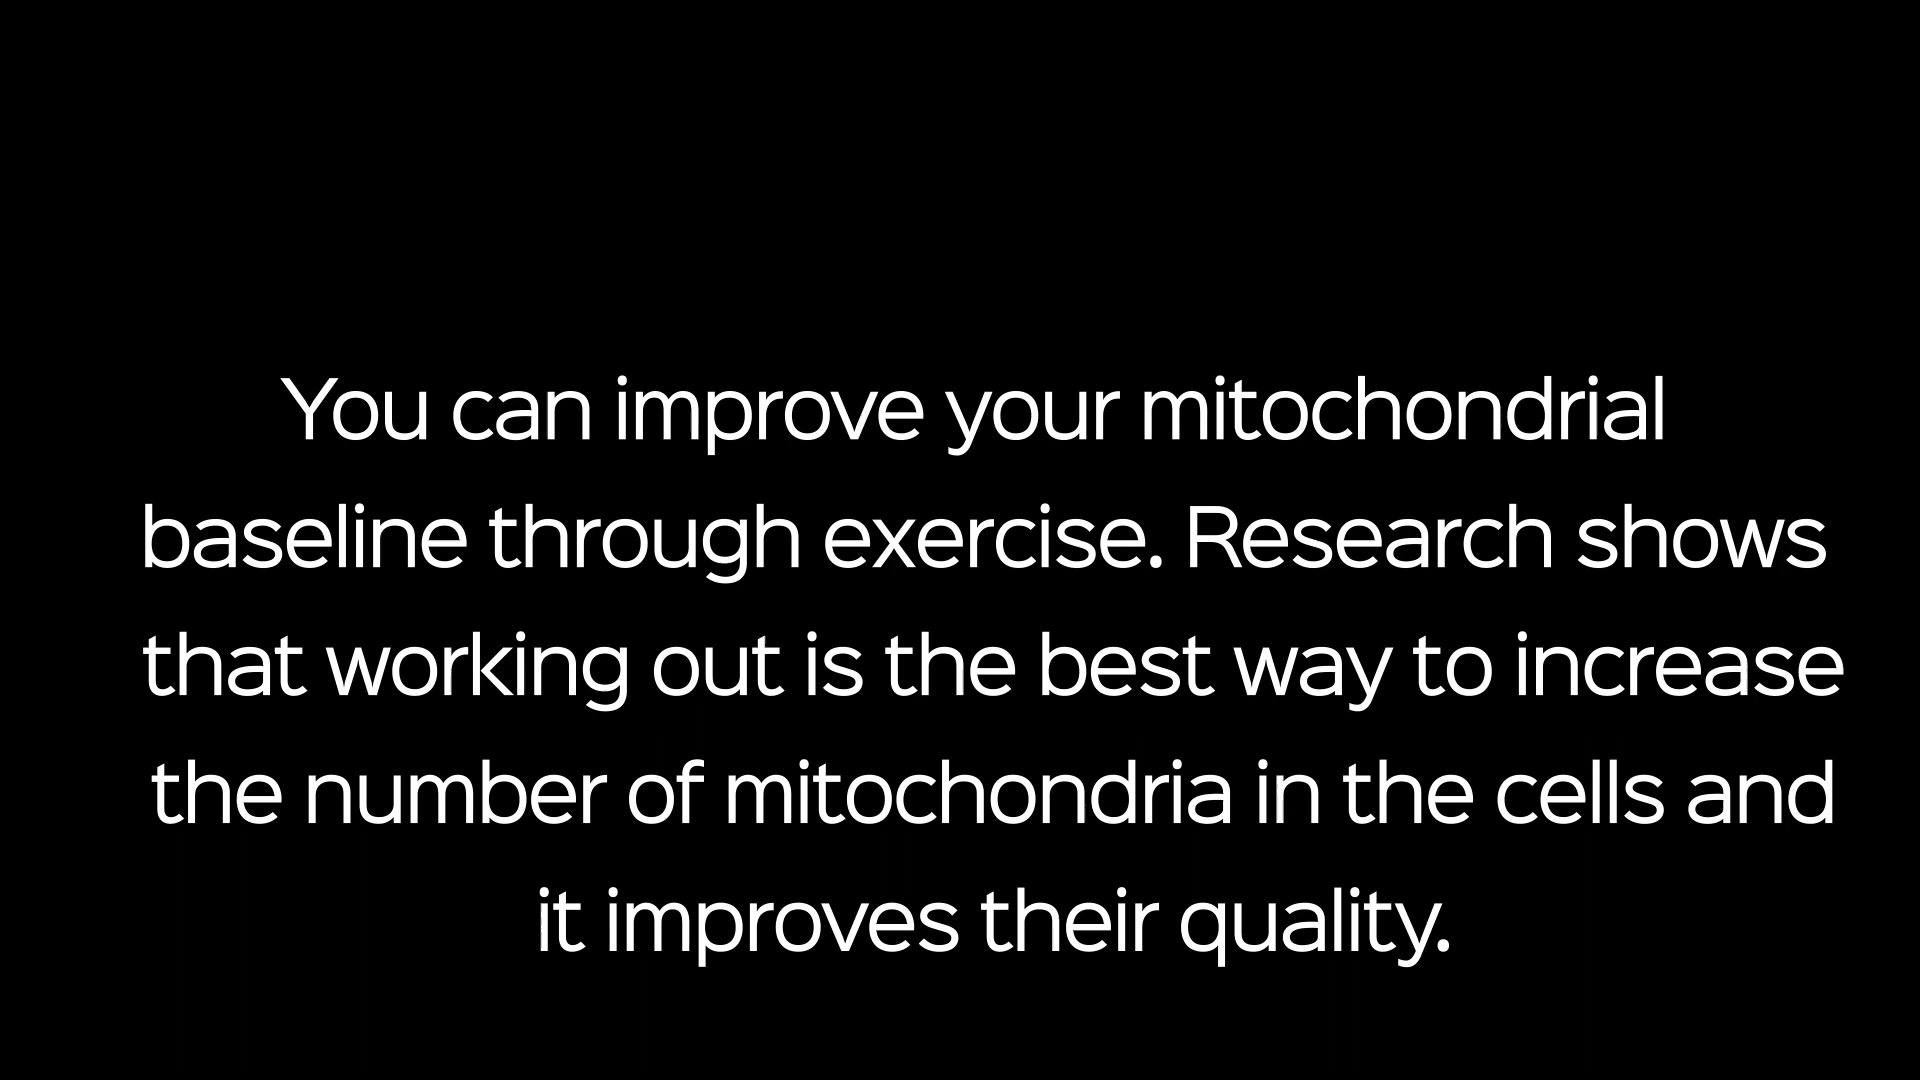 You can improve your mitochondrial
baseline through exercise. Research shows
that working out is the best way to increase
the number of mitochondria in the cells and
it improves their quality.